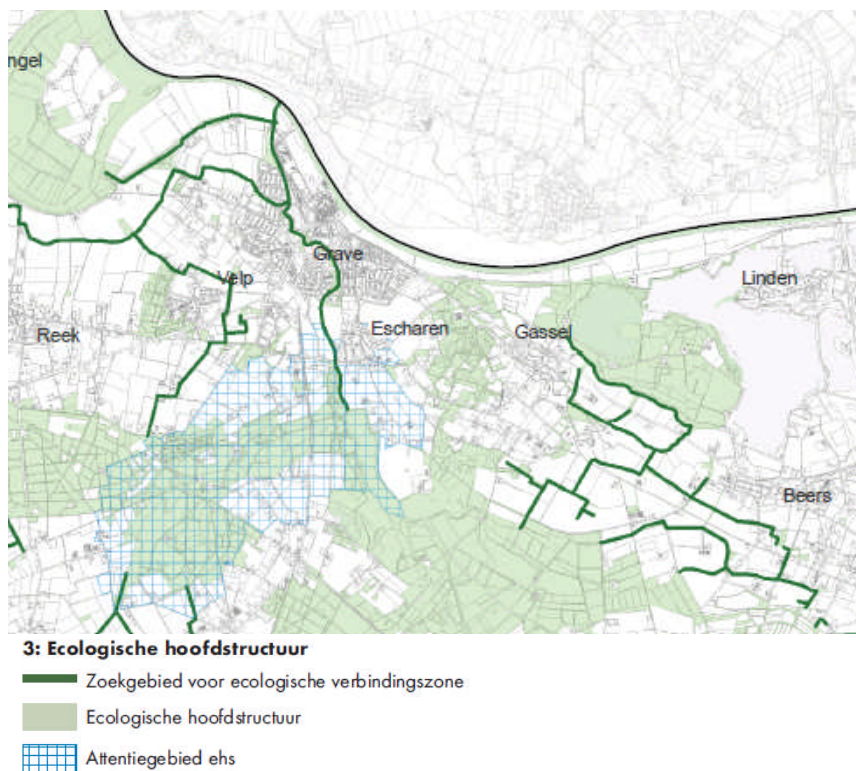 ngel
Grave
Velp
Linden
Reek
Escharen
Gassel
Beers
3: Ecologische hoofdstructuur
Zoekgebied voor ecologische verbindingszone
Ecologische hoofdstructuur
Attentiegebied ehs